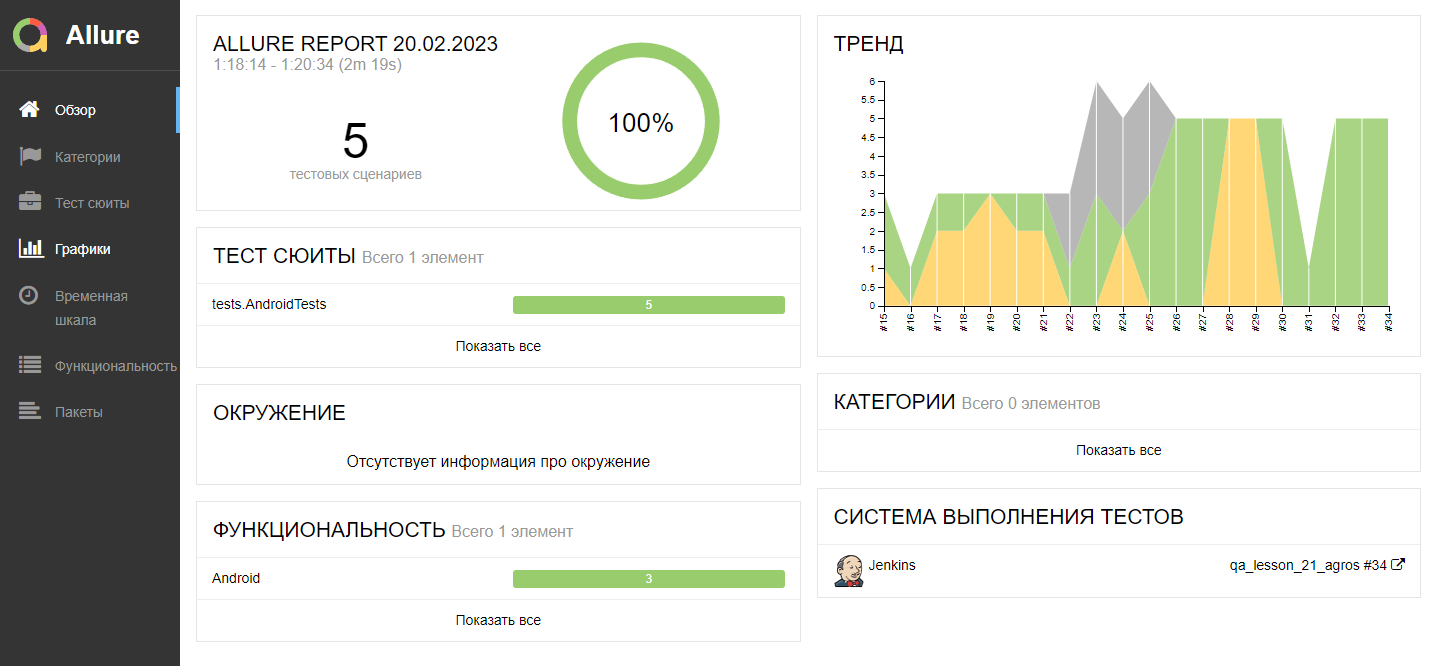 Allure
Обзор
Категории
Тест сюиты
Графики
Временная
шкала
Функциональность
Пакеты
ALLURE REPORT 20.02.2023
1:18:14 - 1:20:34 (2m 19s)
5
тестовых сценариев
100%
ТЕСТ СЮИТЫ Всего 1 элемент
tests.AndroidTests 5
Показать все
ОКРУЖЕНИЕ
Отсутствует информация про окружение
ФУНКЦИОНАЛЬНОСТЬ Всего 1 элемент
Android 3
Показать все
ТРЕНД
6
5.5
5
4.5
4
3.5
3
2.5
2
1.5
1
0.5
0
#15 #16 #17 #18 #19 #20 #21 #22 #23 #24 #25 #26 #27 #28 #29 #30 #31 #32 #33 #34
КАТЕГОРИИ Всего 0 элементов
Показать все
СИСТЕМА ВЫПОЛНЕНИЯ ТЕСТОВ
Jenkins qa_lesson_21_agros #34